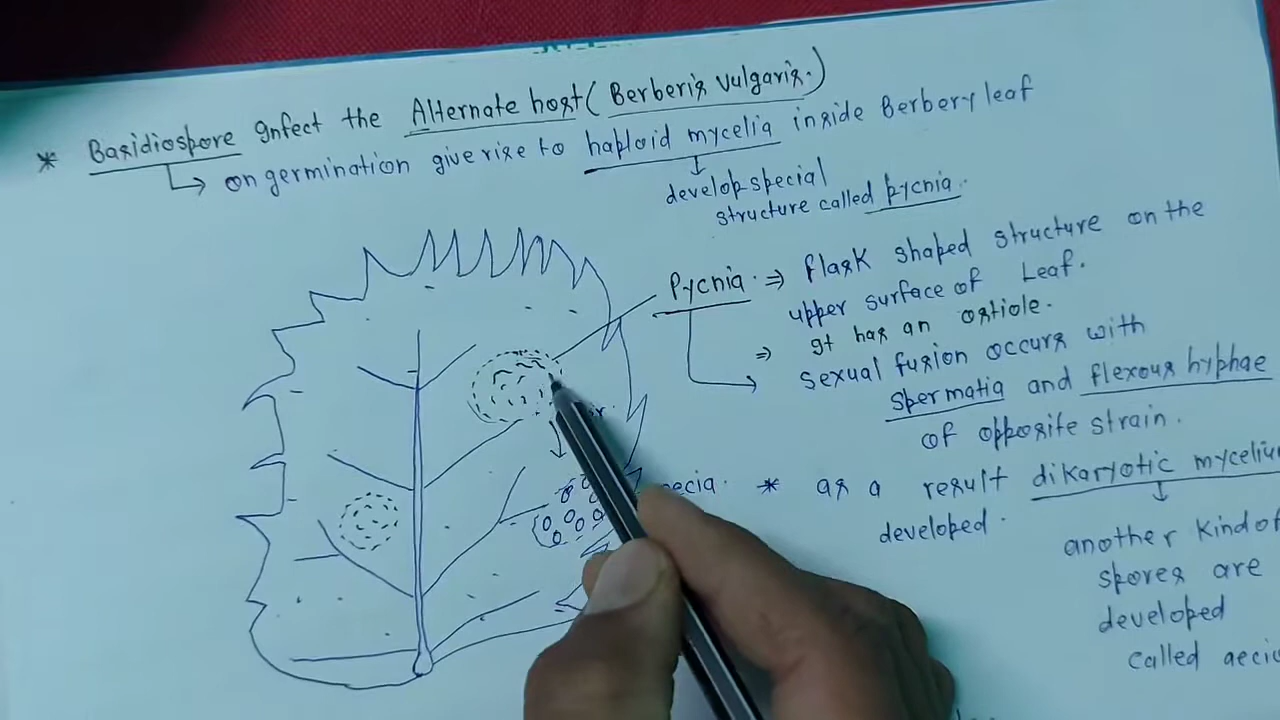 * Basidiospore Infect the Alternate host (Berberis vulgaris.)
↳ on germination give rise to haploid mycelia inside Berbery leaf
↓
develop special
structure called pycnia.
Pycnia. ⇒ flask shaped structure on the
upper surface of Leaf.
⇒ It has an ostiole.
sexual fusion occurs with
spermatia and flexous hyphae
of opposite strain.
aecia. * as a result dikaryotic mycelium
developed.
↓
another kind of
spores are
developed
called aecio